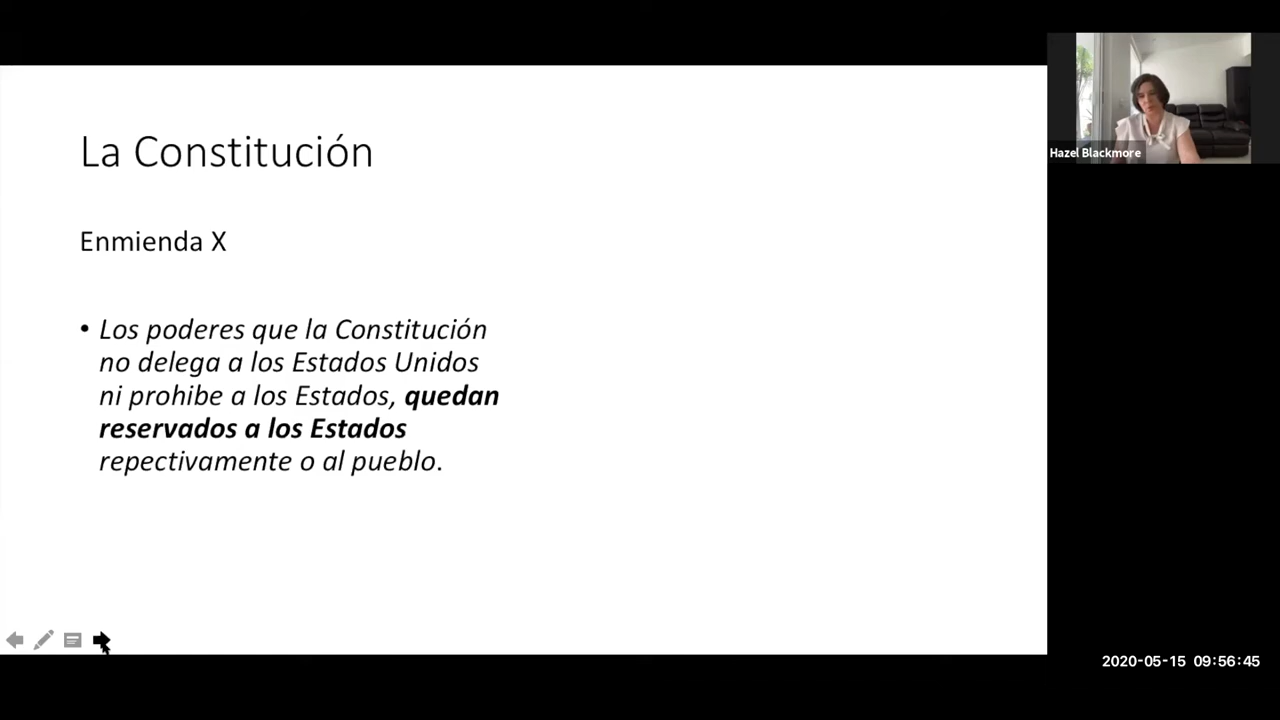 La Constitución
Enmienda X
• Los poderes que la Constitución
no delega a los Estados Unidos
ni prohibe a los Estados, quedan
reservados a los Estados
repectivamente o al pueblo.
Hazel Blackmore
2020-05-15 09:56:45